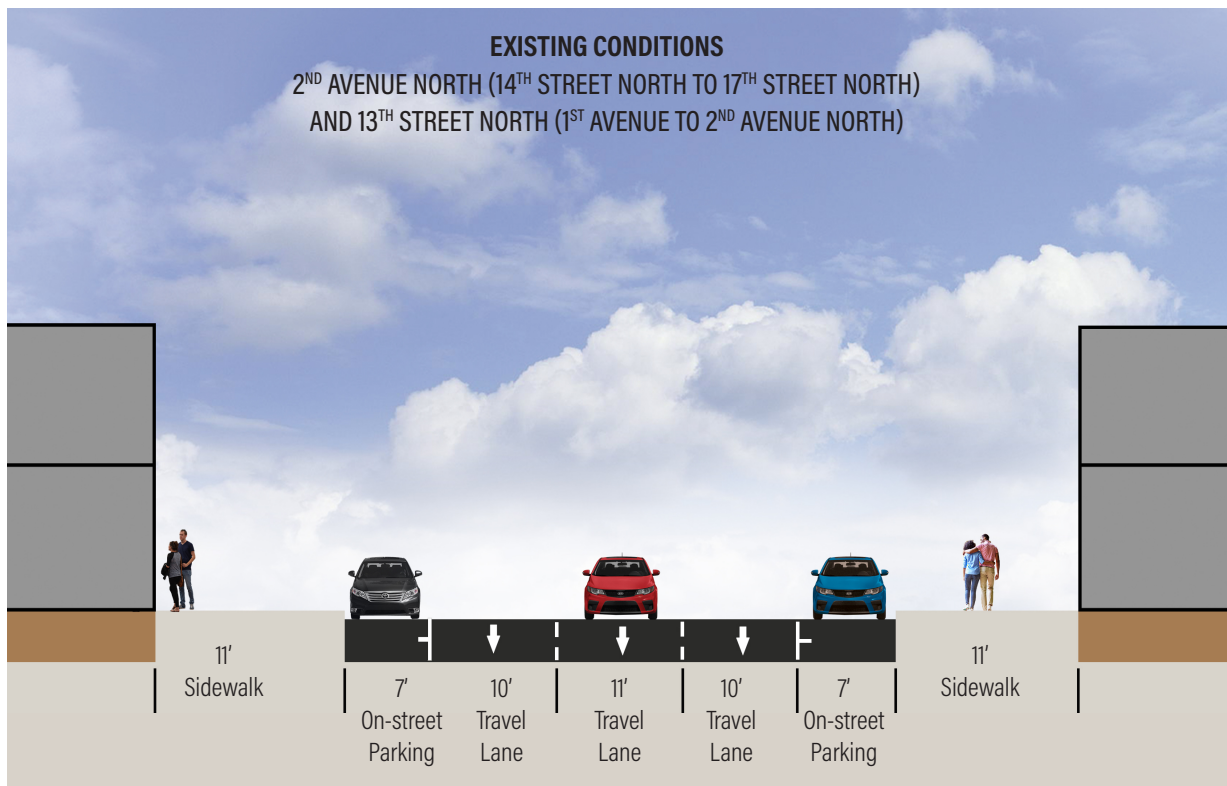 EXISTING CONDITIONS
2ND AVENUE NORTH (14TH STREET NORTH TO 17TH STREET NORTH)
AND 13TH STREET NORTH (1ST AVENUE TO 2ND AVENUE NORTH)
11′
Sidewalk
7′
On-street
Parking
10′
Travel
Lane
11′
Travel
Lane
10′
Travel
Lane
7′
On-street
Parking
11′
Sidewalk